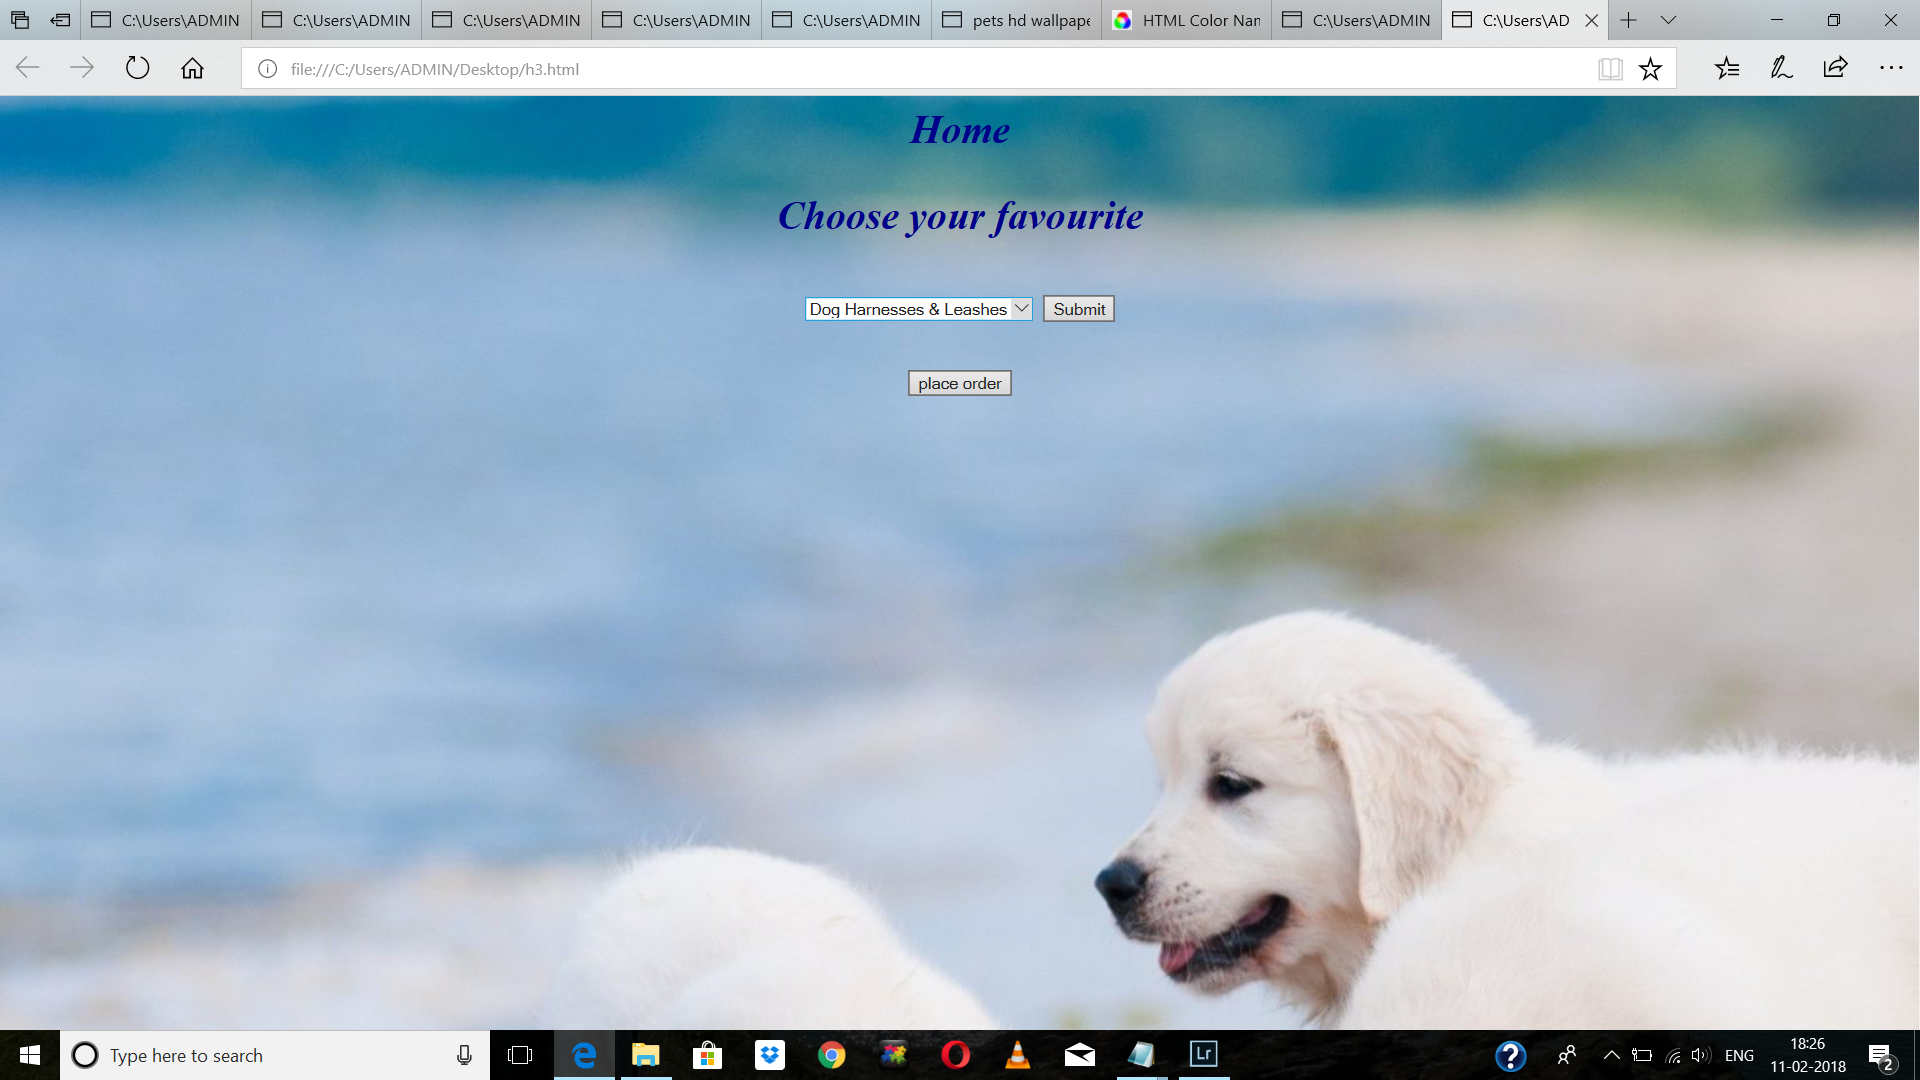 C:\Users\ADMIN C:\Users\ADMIN C:\Users\ADMIN C:\Users\ADMIN C:\Users\ADMIN pets hd wallpape HTML Color Nan C:\Users\ADMIN C:\Users\AD
file:///C:/Users/ADMIN/Desktop/h3.html
Home
Choose your favourite
Dog Harnesses & Leashes Submit
place order
Type here to search
Lr
ENG
18:26
11-02-2018
2